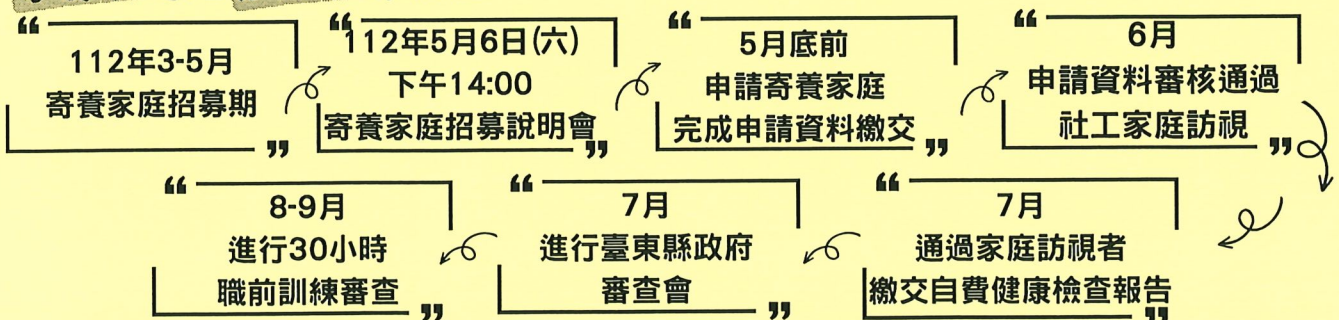 112年3-5月
寄養家庭招募期
112年5月6日(六)
下午14:00
寄養家庭招募說明會
5月底前
申請寄養家庭
完成申請資料繳交
6月
申請資料審核通過
社工家庭訪視
7月
通過家庭訪視者
繳交自費健康檢查報告
7月
進行臺東縣政府
審查會
8-9月
進行30小時
職前訓練審查